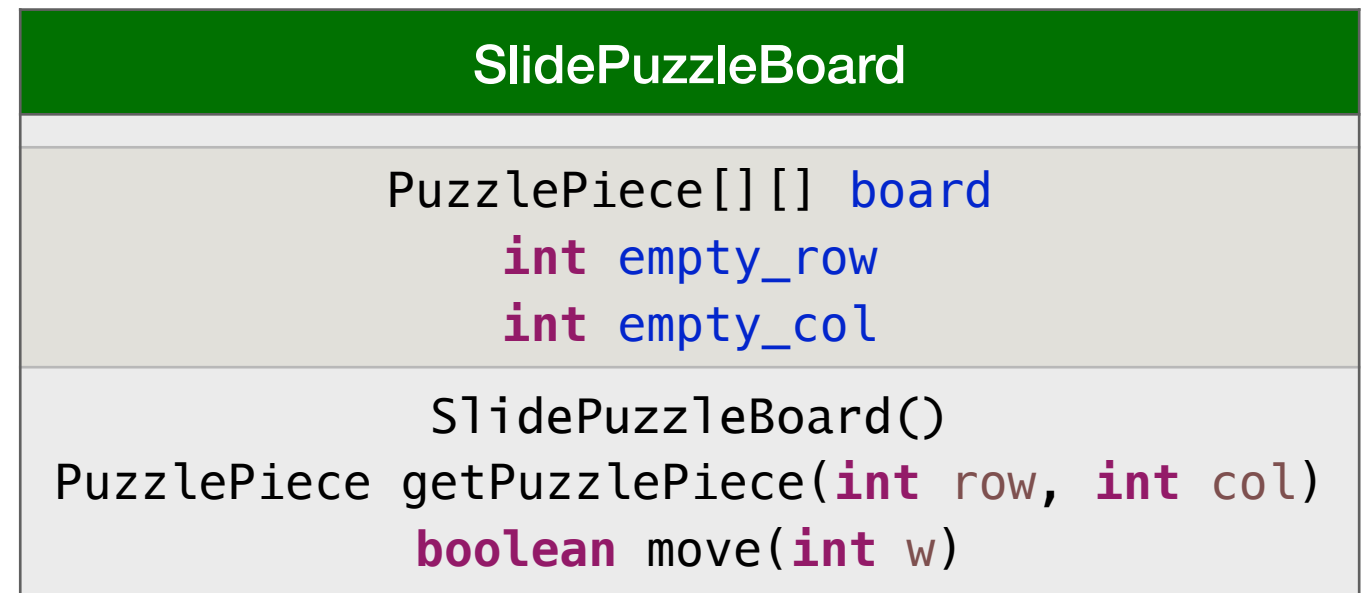 SlidePuzzleBoard
PuzzlePiece[][] board
int empty_row
int empty_col
SlidePuzzleBoard()
PuzzlePiece getPuzzlePiece(int row, int col)
boolean move(int w)